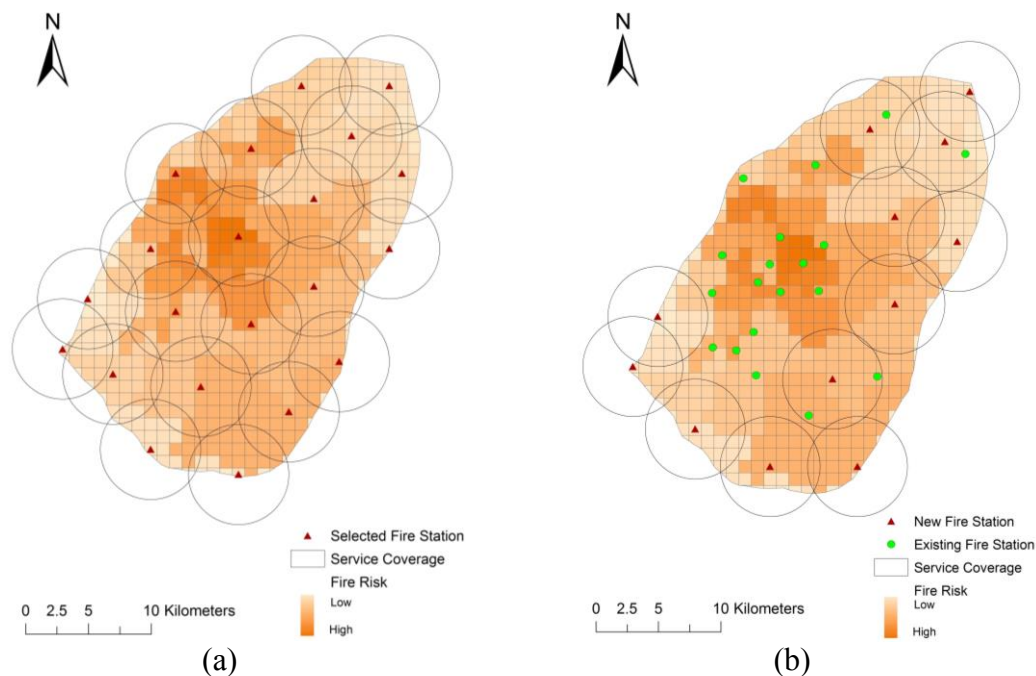 N
Selected Fire Station
Service Coverage
Fire Risk
Low
High
0 2.5 5 10 Kilometers
(a)
N
New Fire Station
Existing Fire Station
Service Coverage
Fire Risk
Low
High
0 2.5 5 10 Kilometers
(b)